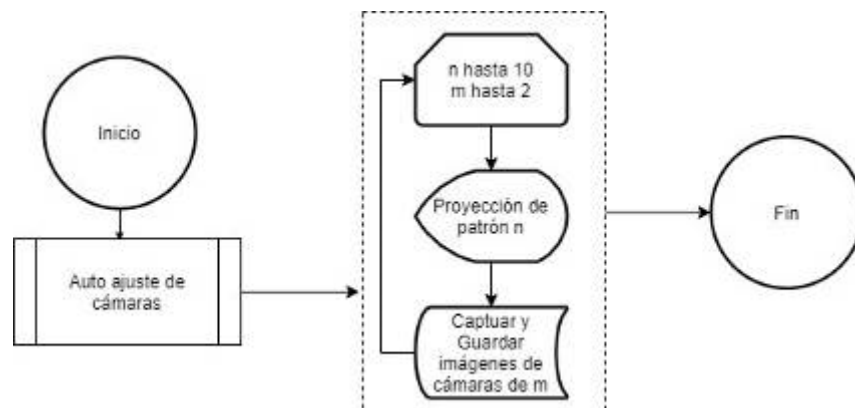 Inicio
Auto ajuste de
cámaras
n hasta 10
m hasta 2
Proyección de
patrón n
Captuar y
Guardar
imágenes de
cámaras de m
Fin